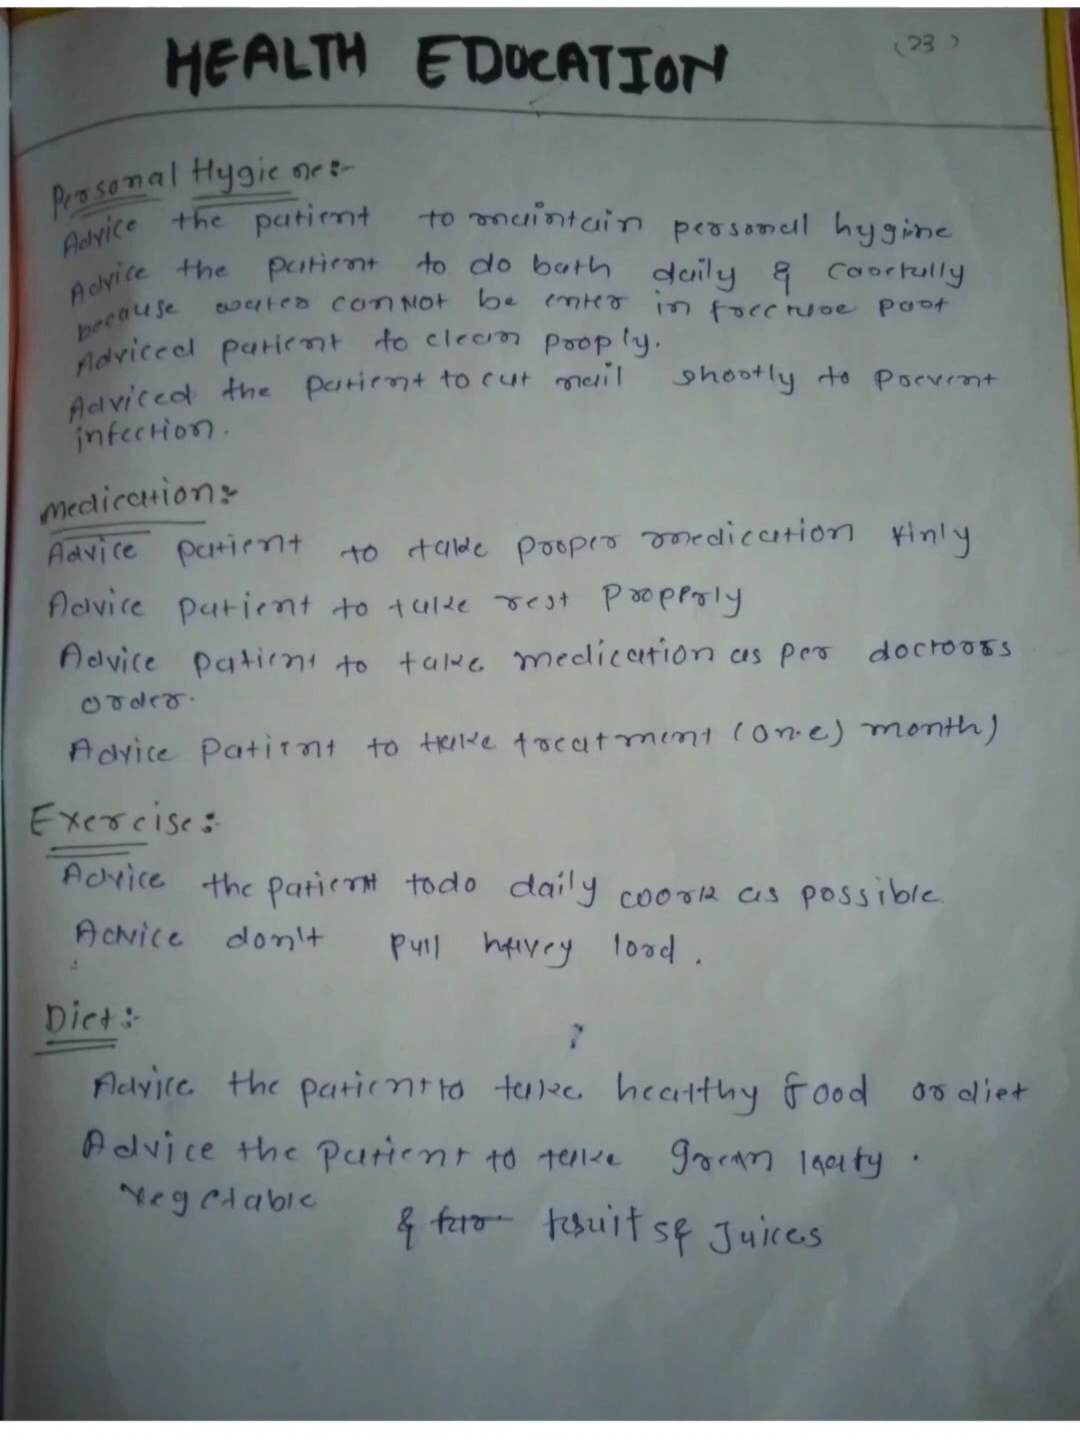 HEALTH EDUCATION
(23)
Personal Hygiene:-
Advice the patient to maintain personal hygine
Advice the patient to do bath daily & carefully
because water canNot be enter in fracture part
Adviced patient to clean proply.
Adviced the patient to cut nail shortly to prevent
infection.
Medication:-
Advice patient to take proper medication timly
Advice patient to take rest properly
Advice patient to take medication as per doctors
order.
Advice patient to take treatment (one) month)
Exercise:-
Advice the patient todo daily work as possible
Advice don't pull havey load.
Diet:-
?
Advice the patient to take healthy food or diet
Advice the patient to take green leafy.
vegetable
& fruits & Juices